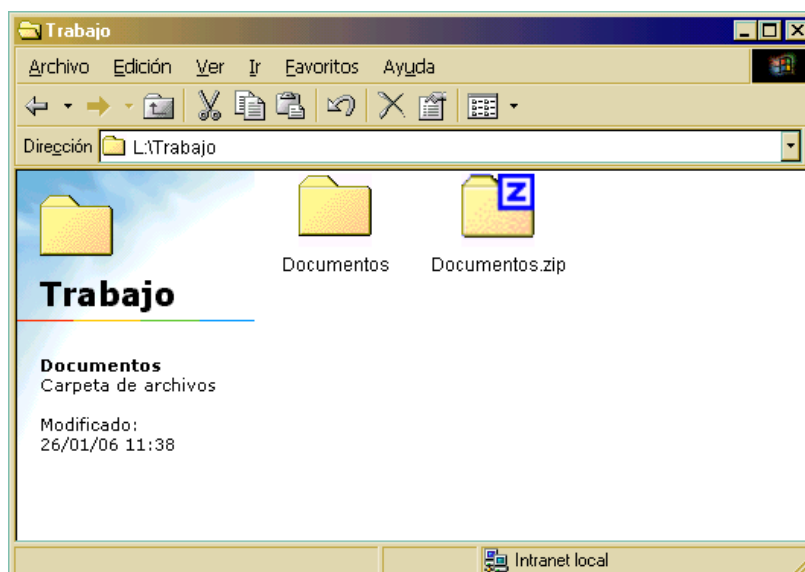 Trabajo
Archivo Edición Ver Ir Favoritos Ayuda
Dirección L:\Trabajo
Z
Documentos Documentos.zip
Trabajo
Documentos
Carpeta de archivos
Modificado:
26/01/06 11:38
Intranet local